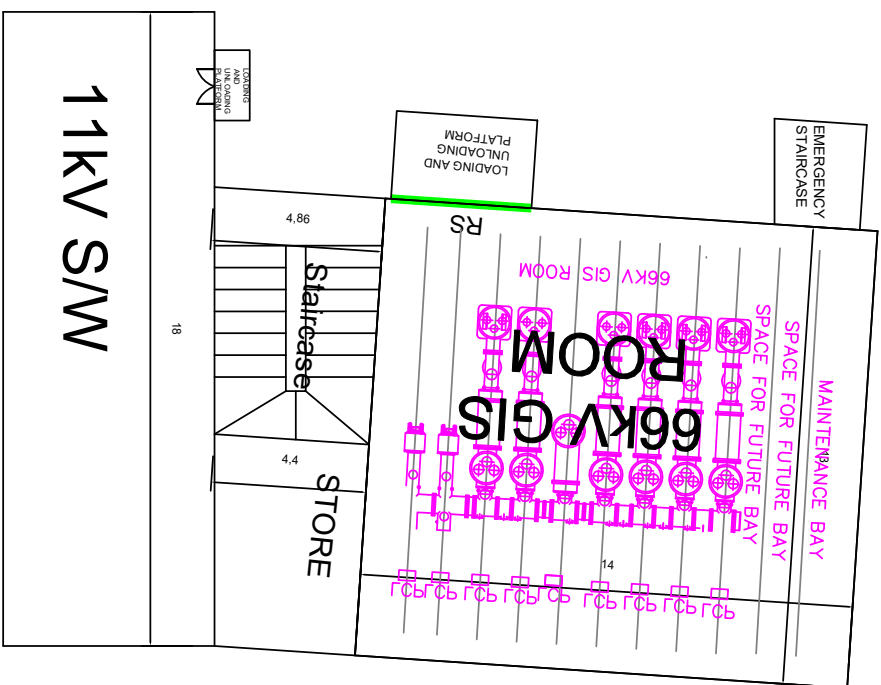 11kV S/W
LOADING
AND
UNLOADING
PLATFORM
18
4,86
Staircase
4,4
STORE
LOADING AND
UNLOADING
PLATFORM
RS
66KV GIS ROOM
66kV GIS
ROOM
EMERGENCY
STAIRCASE
SPACE FOR FUTURE BAY
SPACE FOR FUTURE BAY
MAINTENANCE BAY
14
LCP
LCP
LCP
LCP
LCP
LCP
LCP
LCP
LCP